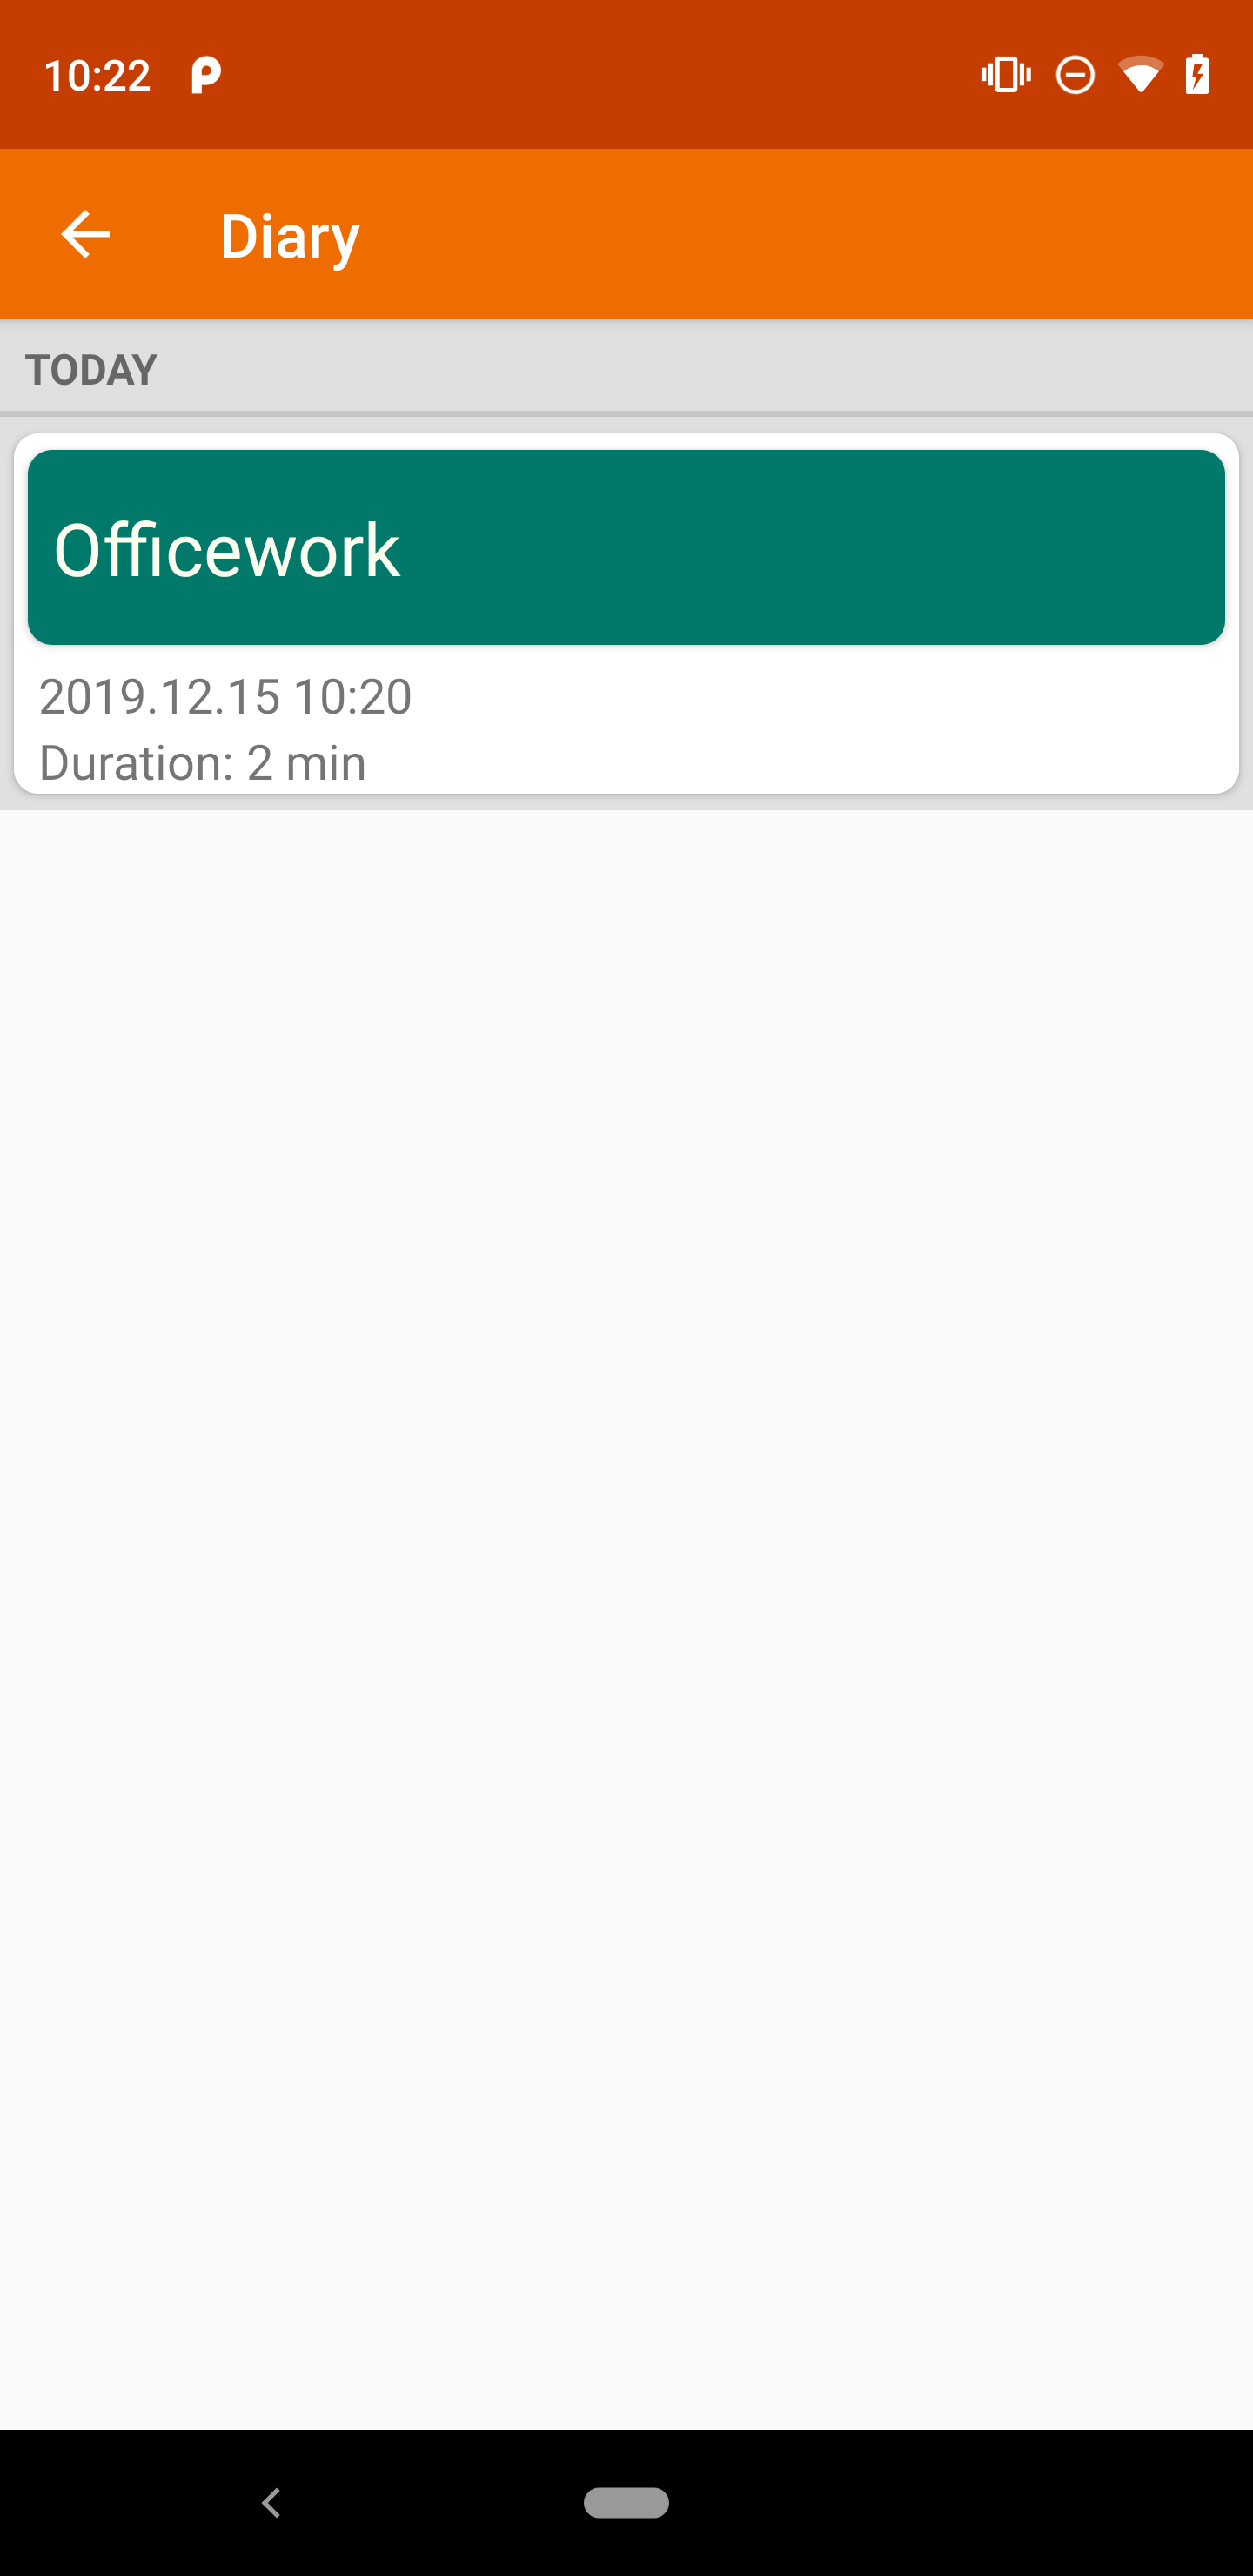 10:22
Diary
TODAY
Officework
2019.12.15 10:20
Duration: 2 min